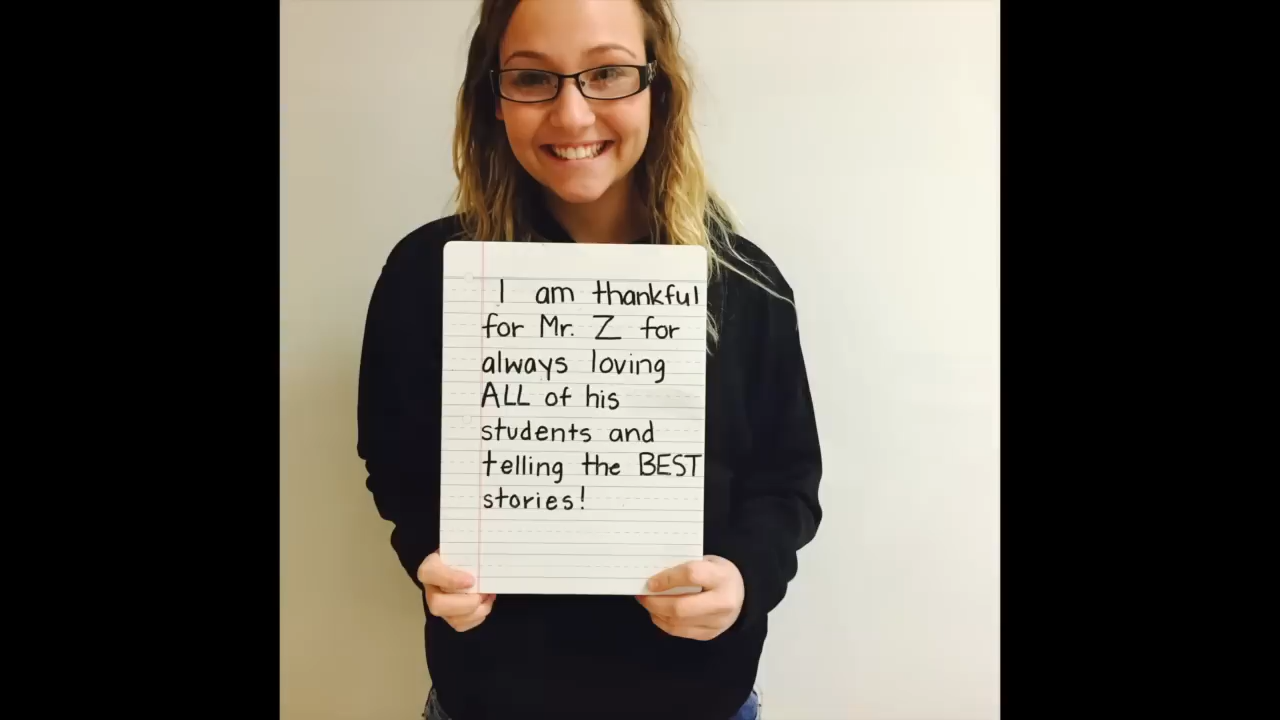 I am thankful
for Mr. Z for
always loving
ALL of his
students and
telling the BEST
stories!